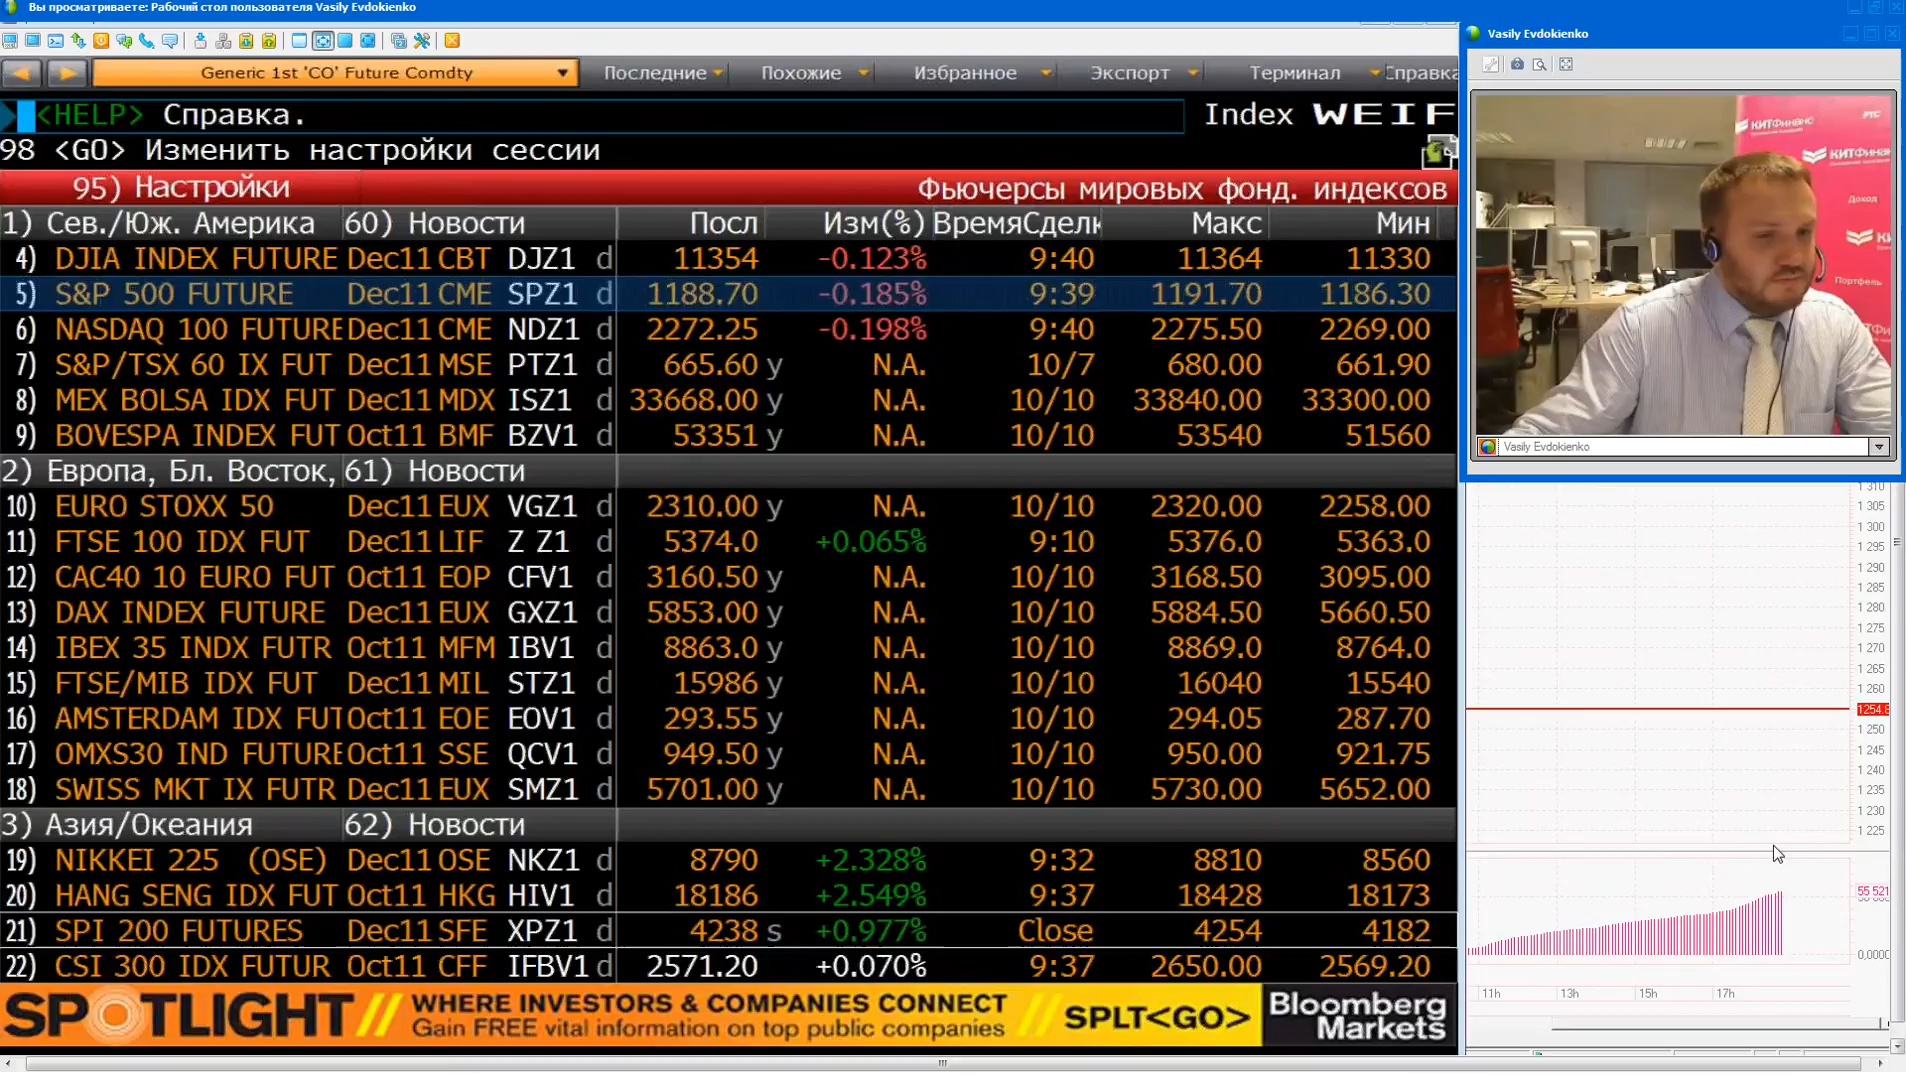 Вы просматриваете: Рабочий стол пользователя Vasily Evdokienko
Vasily Evdokienko
Generic 1st 'CO' Future Comdty Последние Похожие Избранное Экспорт Терминал Справка
<HELP> Справка. Index WEIF
98 <GO> Изменить настройки сессии
95) Настройки Фьючерсы мировых фонд. индексов
1) Сев./Юж. Америка 60) Новости Посл Изм(%) ВремяСделк Макс Мин
4) DJIA INDEX FUTURE Dec11 CBT DJZ1 d 11354 -0.123% 9:40 11364 11330
5) S&P 500 FUTURE Dec11 CME SPZ1 d 1188.70 -0.185% 9:39 1191.70 1186.30
6) NASDAQ 100 FUTURE Dec11 CME NDZ1 d 2272.25 -0.198% 9:40 2275.50 2269.00
7) S&P/TSX 60 IX FUT Dec11 MSE PTZ1 d 665.60 y N.A. 10/7 680.00 661.90
8) MEX BOLSA IDX FUT Dec11 MDX ISZ1 d 33668.00 y N.A. 10/10 33840.00 33300.00
9) BOVESPA INDEX FUT Oct11 BMF BZV1 d 53351 y N.A. 10/10 53540 51560
2) Европа, Бл. Восток, 61) Новости
10) EURO STOXX 50 Dec11 EUX VGZ1 d 2310.00 y N.A. 10/10 2320.00 2258.00
11) FTSE 100 IDX FUT Dec11 LIF Z Z1 d 5374.0 +0.065% 9:10 5376.0 5363.0
12) CAC40 10 EURO FUT Oct11 EOP CFV1 d 3160.50 y N.A. 10/10 3168.50 3095.00
13) DAX INDEX FUTURE Dec11 EUX GXZ1 d 5853.00 y N.A. 10/10 5884.50 5660.50
14) IBEX 35 INDX FUTR Oct11 MFM IBV1 d 8863.0 y N.A. 10/10 8869.0 8764.0
15) FTSE/MIB IDX FUT Dec11 MIL STZ1 d 15986 y N.A. 10/10 16040 15540
16) AMSTERDAM IDX FUT Oct11 EOE EOV1 d 293.55 y N.A. 10/10 294.05 287.70
17) OMXS30 IND FUTURE Oct11 SSE QCV1 d 949.50 y N.A. 10/10 950.00 921.75
18) SWISS MKT IX FUTR Dec11 EUX SMZ1 d 5701.00 y N.A. 10/10 5730.00 5652.00
3) Азия/Океания 62) Новости
19) NIKKEI 225 (OSE) Dec11 OSE NKZ1 d 8790 +2.328% 9:32 8810 8560
20) HANG SENG IDX FUT Oct11 HKG HIV1 d 18186 +2.549% 9:37 18428 18173
21) SPI 200 FUTURES Dec11 SFE XPZ1 d 4238 s +0.977% Close 4254 4182
22) CSI 300 IDX FUTUR Oct11 CFF IFBV1 d 2571.20 +0.070% 9:37 2650.00 2569.20
SPOTLIGHT// WHERE INVESTORS & COMPANIES CONNECT
Gain FREE vital information on top public companies
// SPLT<GO> Bloomberg
Markets
КИТФинанс РТС
КИТФина
Доход
КИТФи
Портфель
Vasily Evdokienko
1 310
1 305
1 300
1 295
1 290
1 285
1 280
1 275
1 270
1 265
1 260
1254.8
1 250
1 245
1 240
1 235
1 230
1 225
55 521
0,0000
11h 13h 15h 17h